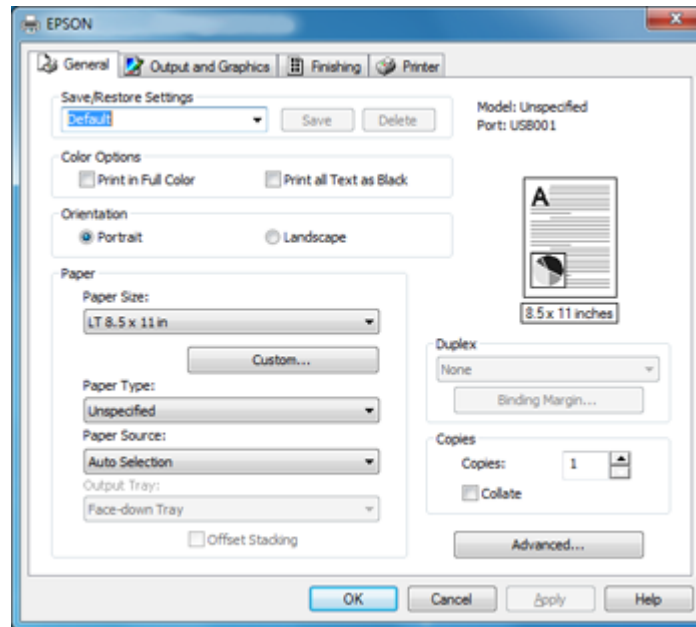 EPSON
General
Output and Graphics
Finishing
Printer
Save/Restore Settings
Default
Save
Delete
Model: Unspecified
Port: USB001
Color Options
Print in Full Color
Print all Text as Black
Orientation
Portrait
Landscape
A
8.5 x 11 inches
Paper
Paper Size:
LT 8.5 x 11 in
Custom...
Paper Type:
Unspecified
Paper Source:
Auto Selection
Output Tray:
Face-down Tray
Offset Stacking
Duplex
None
Binding Margin...
Copies
Copies:
1
Collate
Advanced...
OK
Cancel
Apply
Help